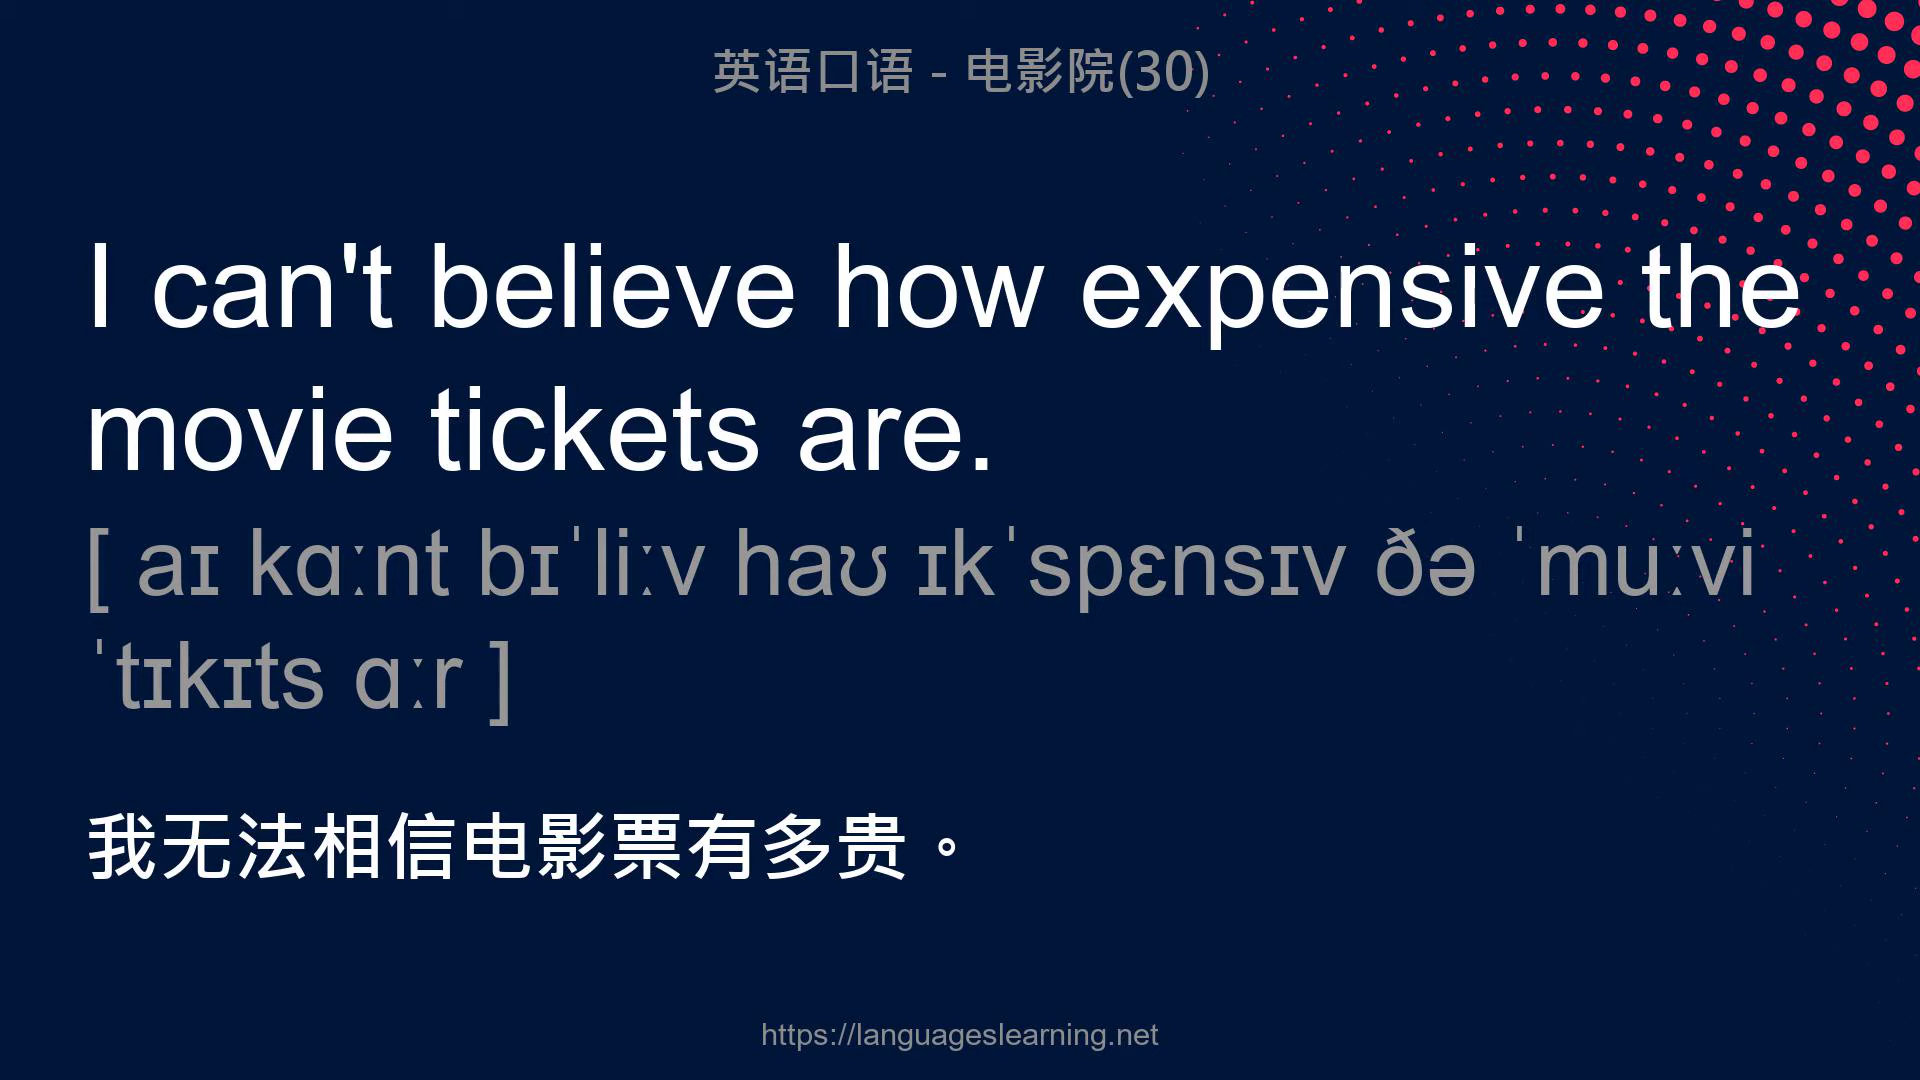 英语口语 - 电影院(30)
I can't believe how expensive the
movie tickets are.
[ aɪ kɑːnt bɪˈliːv haʊ ɪkˈspɛnsɪv ðə ˈmuːvi
ˈtɪkɪts ɑːr ]
我无法相信电影票有多贵。
https://languageslearning.net